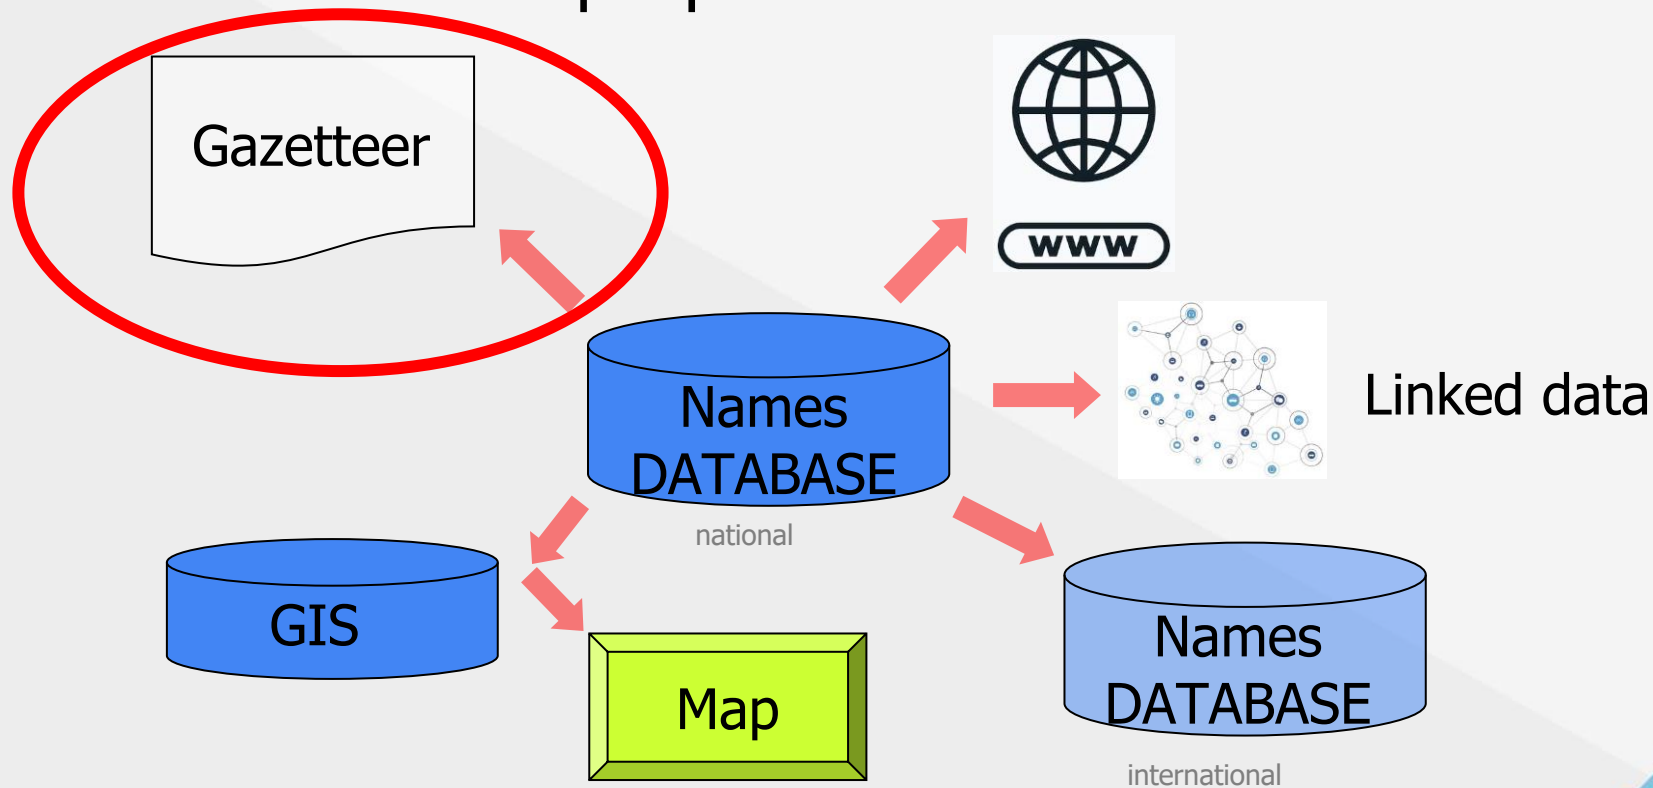 Gazetteer
WWW
Names
DATABASE
national
Linked data
GIS
Map
Names
DATABASE
international